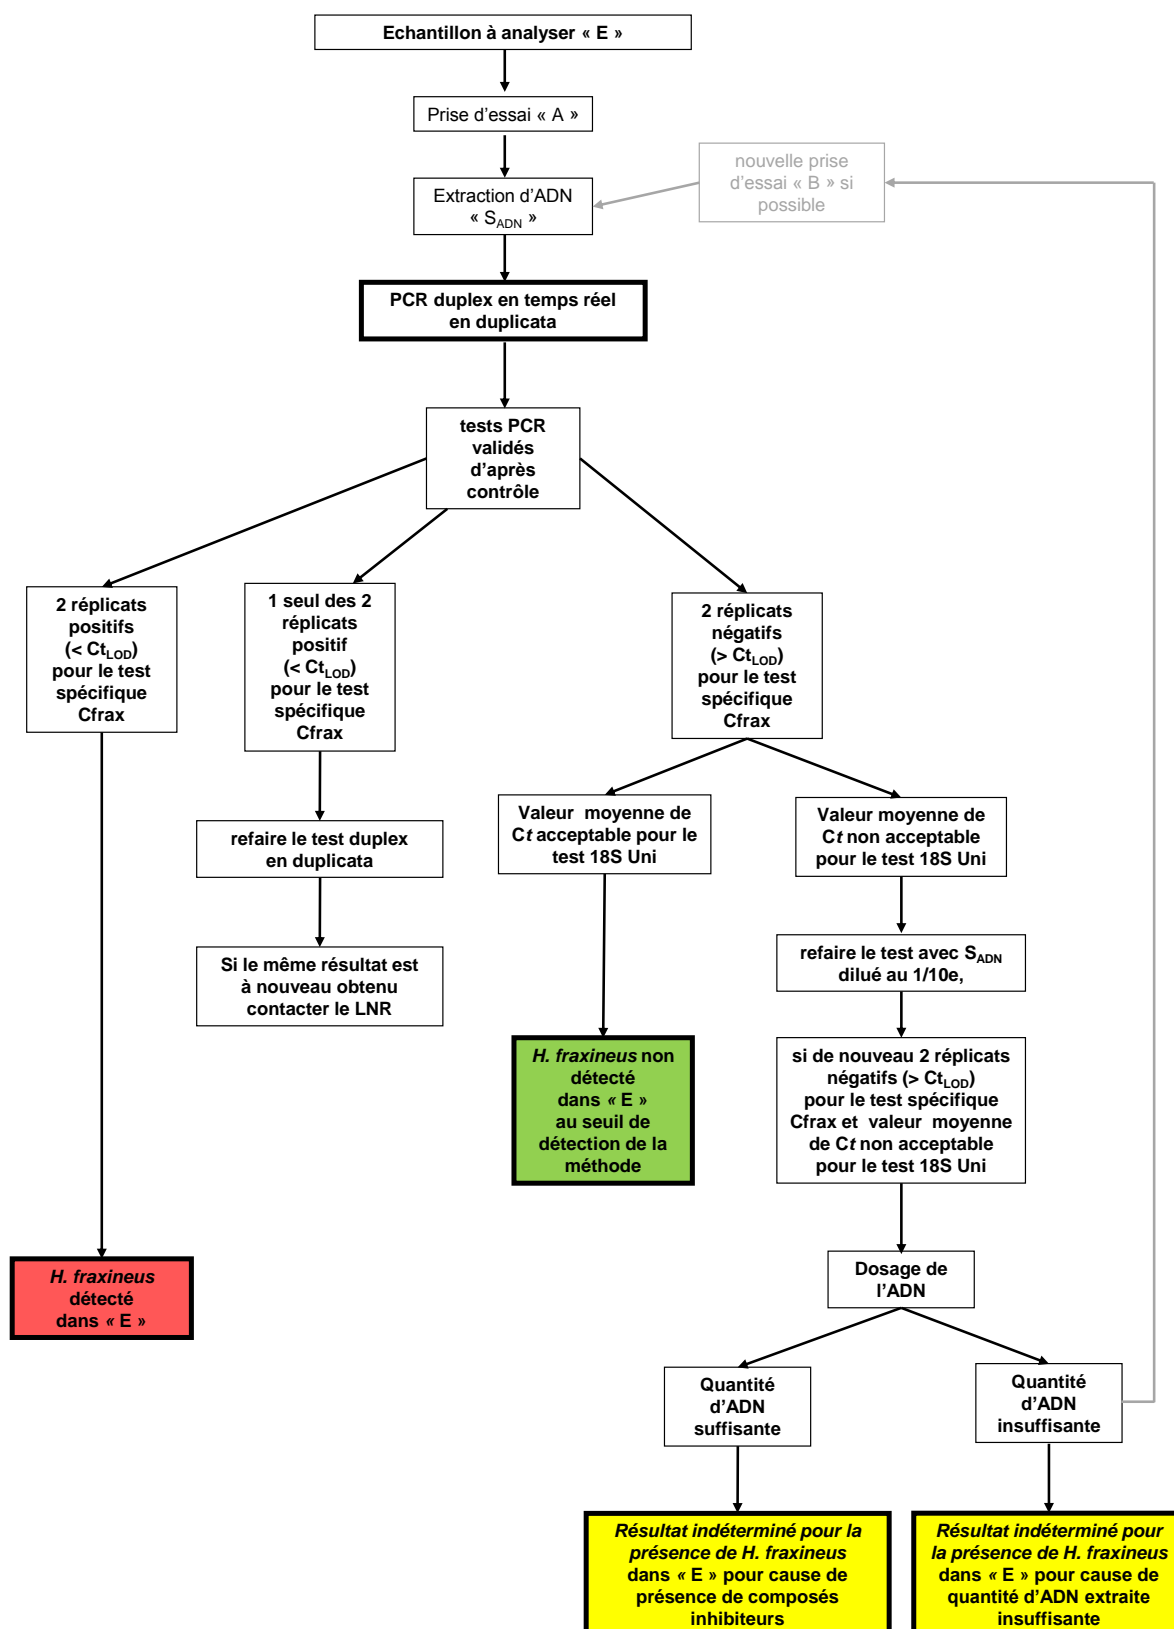 Echantillon à analyser « E »
Prise d'essai « A »
nouvelle prise
d'essai « B » si
possible
Extraction d'ADN
« SADN »
PCR duplex en temps réel
en duplicata
tests PCR
validés
d'après
contrôle
2 réplicats
positifs
(< CtLOD)
pour le test
spécifique
Cfrax
1 seul des 2
réplicats
positif
(< CtLOD)
pour le test
spécifique
Cfrax
2 réplicats
négatifs
(> CtLOD)
pour le test
spécifique
Cfrax
refaire le test duplex
en duplicata
Si le même résultat est
à nouveau obtenu
contacter le LNR
Valeur moyenne de
Ct acceptable pour le
test 18S Uni
Valeur moyenne de
Ct non acceptable
pour le test 18S Uni
refaire le test avec SADN
dilué au 1/10e,
H. fraxineus non
détecté
dans « E »
au seuil de
détection de la
méthode
si de nouveau 2 réplicats
négatifs (> CtLOD)
pour le test spécifique
Cfrax et valeur moyenne
de Ct non acceptable
pour le test 18S Uni
H. fraxineus
détecté
dans « E »
Dosage de
l'ADN
Quantité
d'ADN
suffisante
Quantité
d'ADN
insuffisante
Résultat indéterminé pour la
présence de H. fraxineus
dans « E » pour cause de
présence de composés
inhibiteurs
Résultat indéterminé pour
la présence de H. fraxineus
dans « E » pour cause de
quantité d'ADN extraite
insuffisante